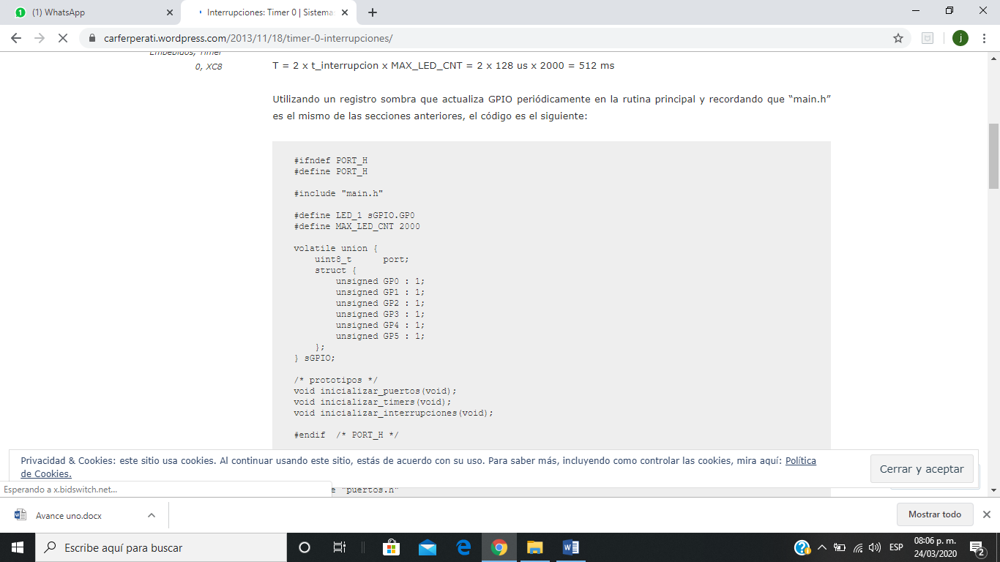 (1) WhatsApp
Interrupciones: Timer 0 | Sistema
carferperati.wordpress.com/2013/11/18/timer-0-interrupciones/
j
Embebidos, Timer
0, XC8
T = 2 x t_interrupcion x MAX_LED_CNT = 2 x 128 us x 2000 = 512 ms
Utilizando un registro sombra que actualiza GPIO periódicamente en la rutina principal y recordando que “main.h”
es el mismo de las secciones anteriores, el código es el siguiente:
#ifndef PORT_H
#define PORT_H
#include "main.h"
#define LED_1 sGPIO.GP0
#define MAX_LED_CNT 2000
volatile union {
    uint8_t      port;
    struct {
        unsigned GP0 : 1;
        unsigned GP1 : 1;
        unsigned GP2 : 1;
        unsigned GP3 : 1;
        unsigned GP4 : 1;
        unsigned GP5 : 1;
    };
} sGPIO;
/* prototipos */
void inicializar_puertos(void);
void inicializar_timers(void);
void inicializar_interrupciones(void);
#endif  /* PORT_H */
Privacidad & Cookies: este sitio usa cookies. Al continuar usando este sitio, estás de acuerdo con su uso. Para saber más, incluyendo como controlar las cookies, mira aquí: Política
de Cookies.
Cerrar y aceptar
Esperando a x.bidswitch.net...
e "puertos.h"
Avance uno.docx
Mostrar todo
Escribe aquí para buscar
ESP
08:06 p. m.
24/03/2020
2